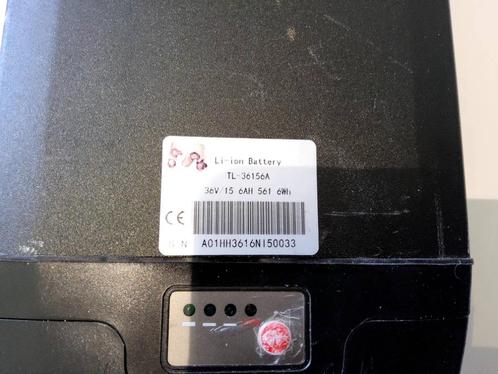 Li-ion Battery
TL-36156A
36V/15 6AH 561 6Wh
CE
S/N: A01HH3616NI50033